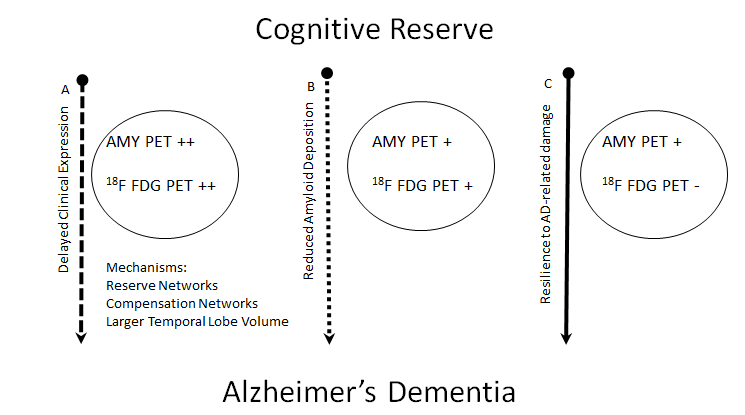 Cognitive Reserve
A
Delayed Clinical Expression
AMY PET ++
¹⁸F FDG PET ++
Mechanisms:
Reserve Networks
Compensation Networks
Larger Temporal Lobe Volume
B
Reduced Amyloid Deposition
AMY PET +
¹⁸F FDG PET +
C
Resilience to AD-related damage
AMY PET +
¹⁸F FDG PET -
Alzheimer’s Dementia